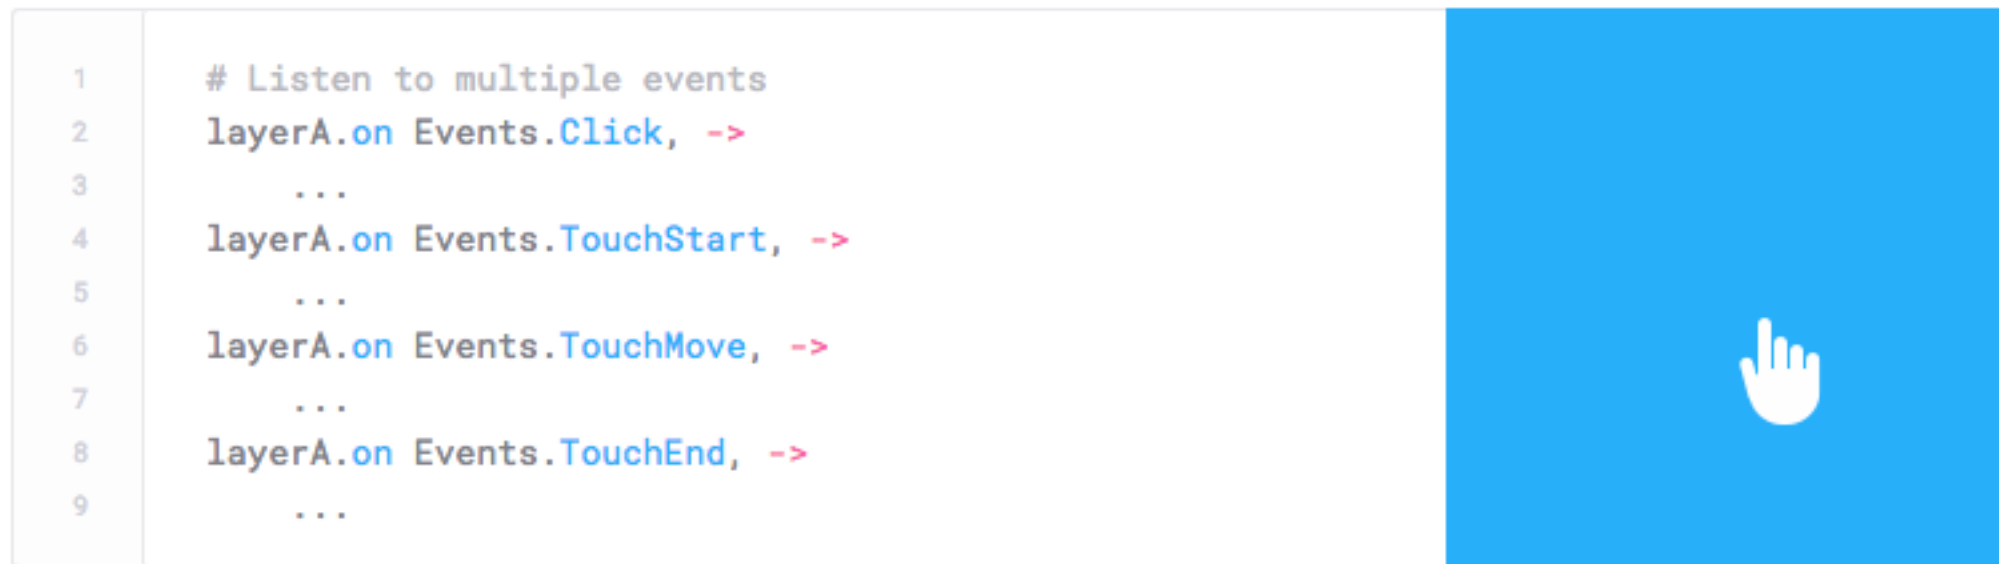 1 # Listen to multiple events
2 layerA.on Events.Click, ->
3 ...
4 layerA.on Events.TouchStart, ->
5 ...
6 layerA.on Events.TouchMove, ->
7 ...
8 layerA.on Events.TouchEnd, ->
9 ...